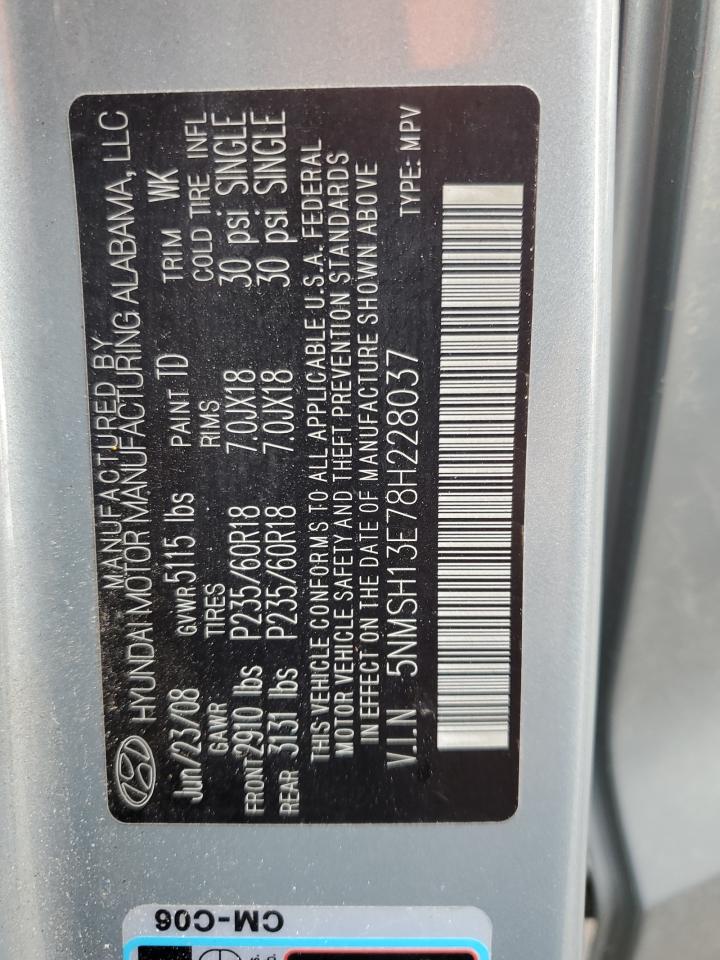 MANUFACTURED BY
HYUNDAI MOTOR MANUFACTURING ALABAMA, LLC
Jun/23/08 GVWR 5115 lbs PAINT TD TRIM WK
GAWR TIRES RIMS COLD TIRE INFL
FRONT 2910 lbs P235/60R18 7.0JX18 30 psi SINGLE
REAR 3131 lbs P235/60R18 7.0JX18 30 psi SINGLE
THIS VEHICLE CONFORMS TO ALL APPLICABLE U.S.A. FEDERAL
MOTOR VEHICLE SAFETY AND THEFT PREVENTION STANDARDS
IN EFFECT ON THE DATE OF MANUFACTURE SHOWN ABOVE
V.I.N 5NMSH13E78H228037 TYPE: MPV
CM-C06